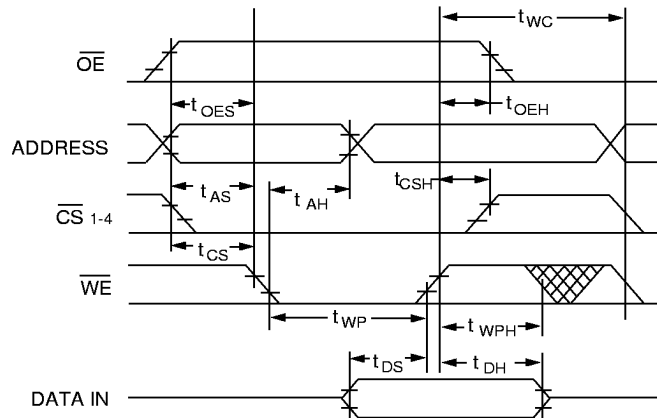 tWC
OE
tOES
tOEH
ADDRESS
tAS
tAH
tCSH
CS 1-4
tCS
WE
tWP
tWPH
tDS
tDH
DATA IN